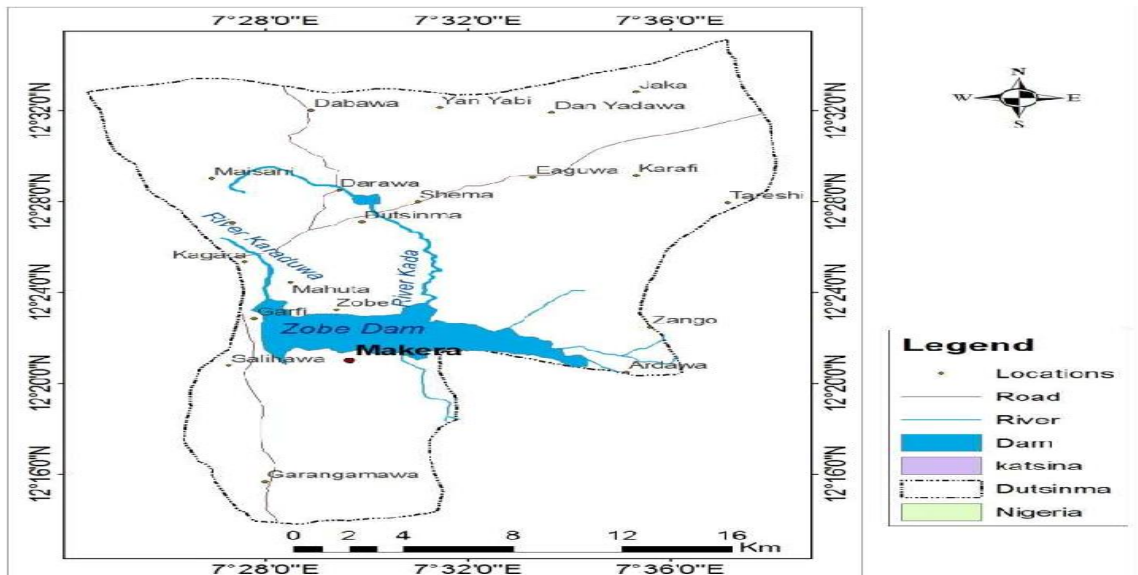 7°28'0"E 7°32'0"E 7°36'0"E
N
W E
S
12°32'0"N 12°32'0"N
Dabawa
Yan Yabi
Dan Yadawa
Jaka
12°28'0"N 12°28'0"N
Maisani
Darawa
Shema
Eaguwa
Karafi
Tareshi
Dutsinma
River Karaduwa
River Kada
Kagara
12°24'0"N 12°24'0"N
Mahuta
Zobe
Garfi
Zobe Dam
Zango
Makera
Salihawa
Ardawa
12°20'0"N 12°20'0"N
12°16'0"N 12°16'0"N
Garangamawa
0 2 4 8 12 16
Km
7°28'0"E 7°32'0"E 7°36'0"E
Legend
Locations
Road
River
Dam
katsina
Dutsinma
Nigeria